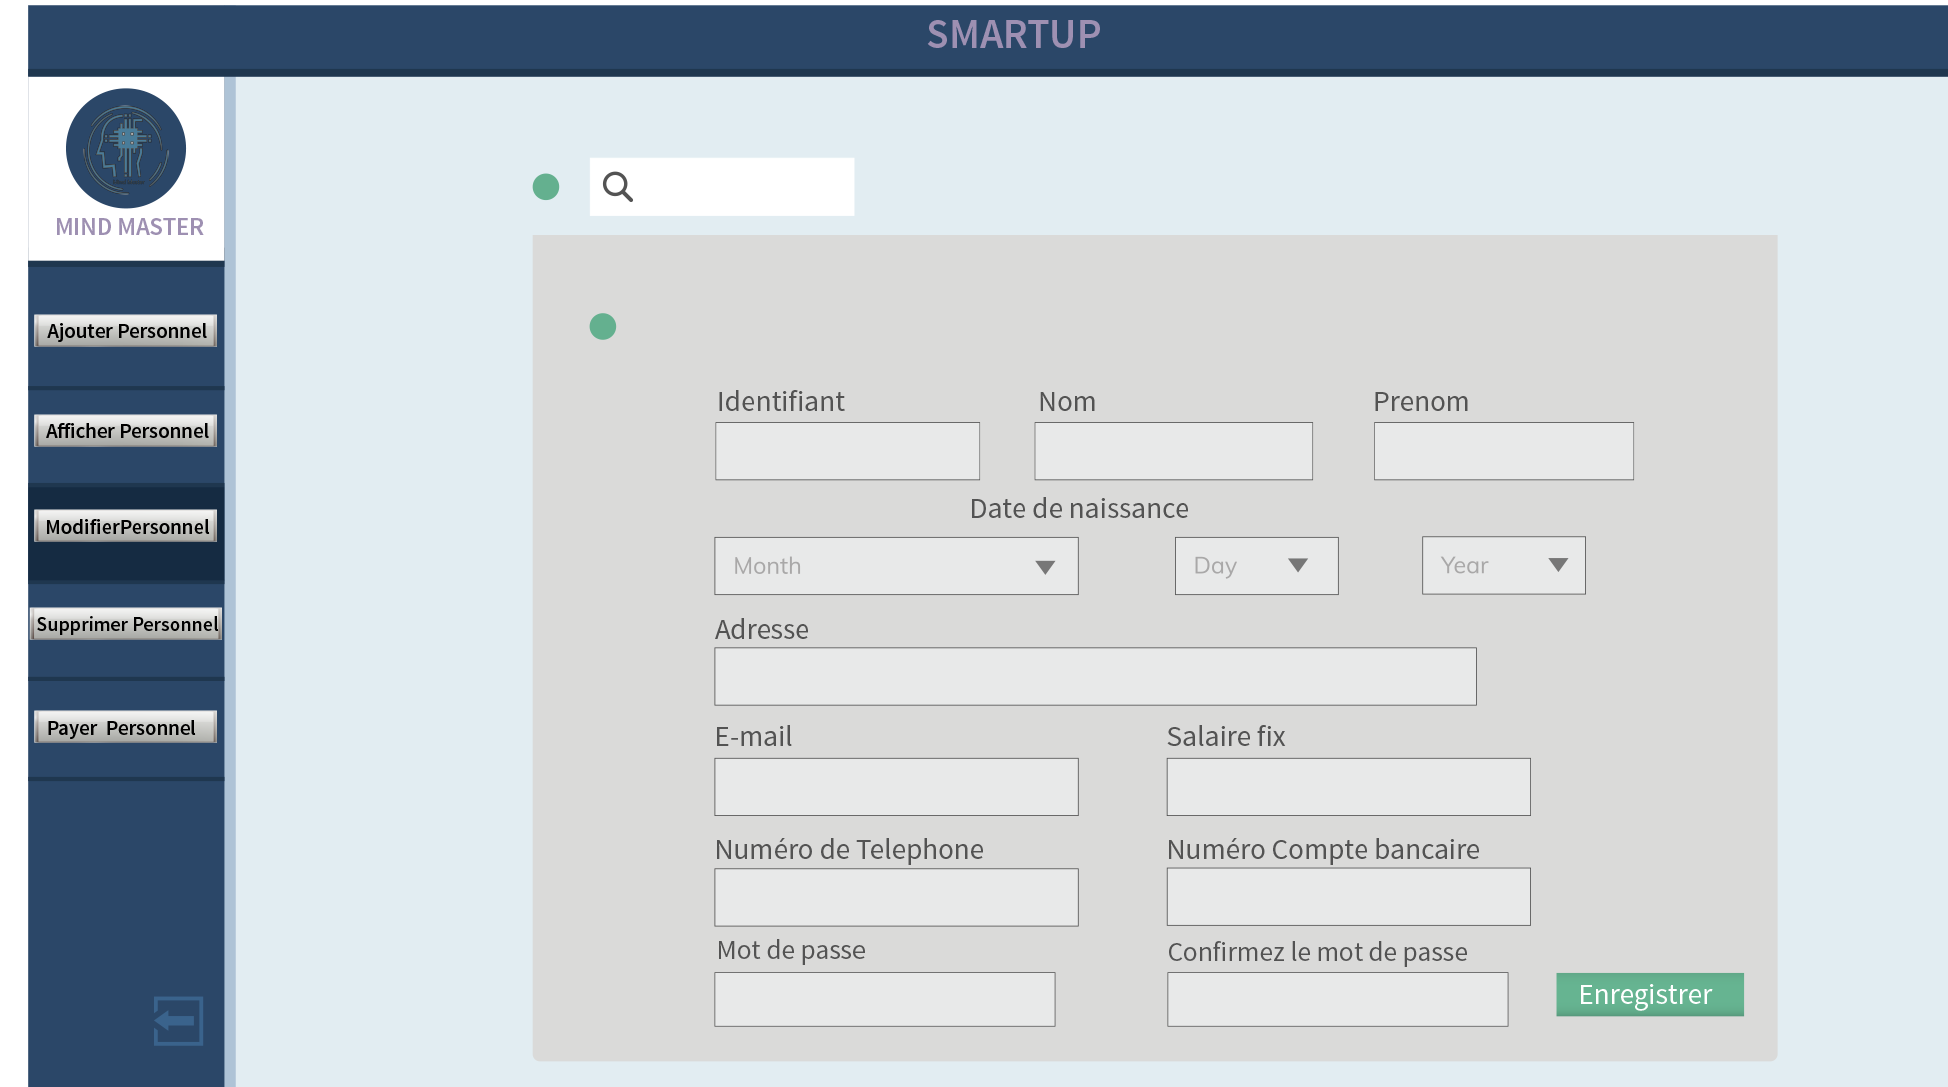 SMARTUP
MIND MASTER
Ajouter Personnel
Afficher Personnel
ModifierPersonnel
Supprimer Personnel
Payer Personnel
Identifiant Nom Prenom
Date de naissance
Month Day Year
Adresse
E-mail Salaire fix
Numéro de Telephone Numéro Compte bancaire
Mot de passe Confirmez le mot de passe
Enregistrer